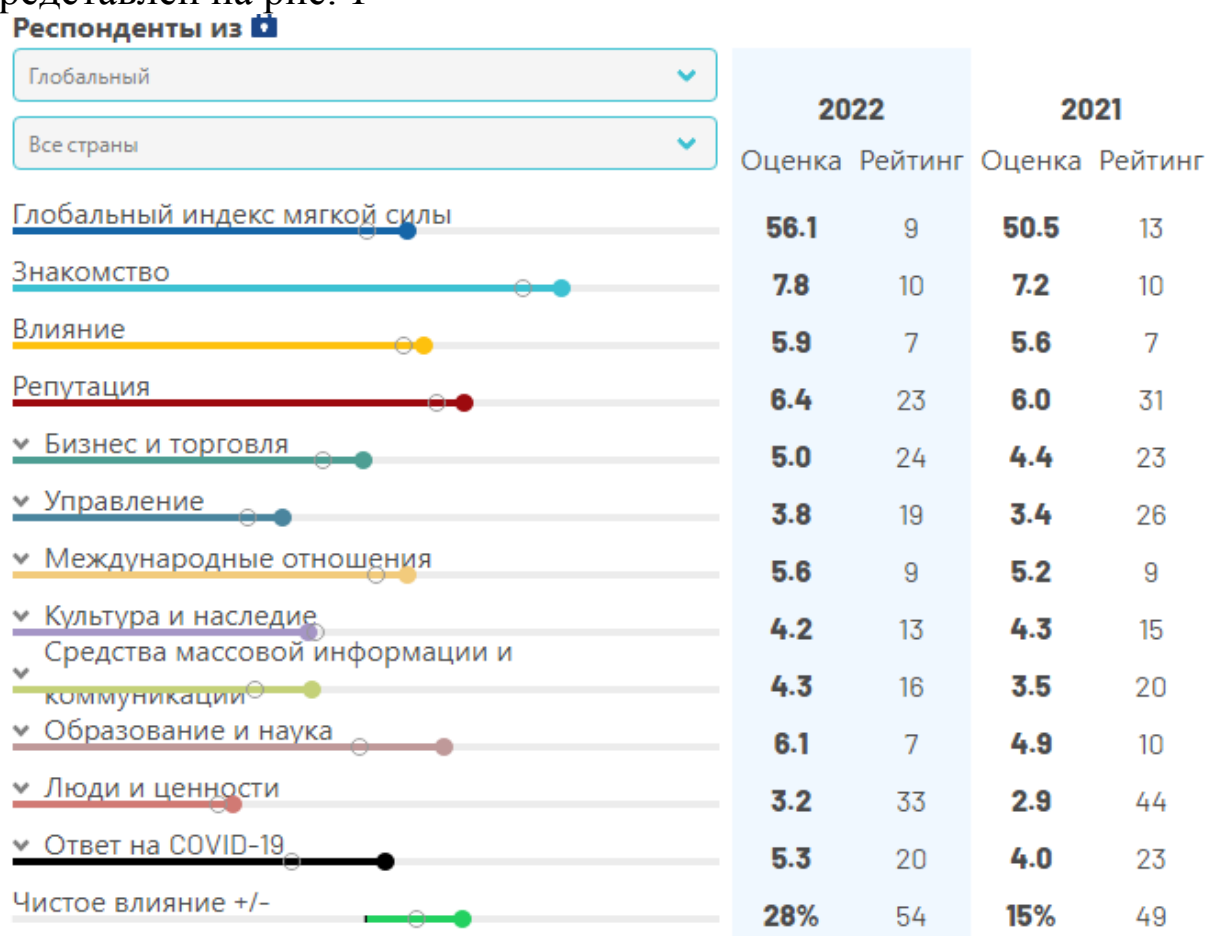 редставлен на рис. 1
Респонденты из
Глобальный
Все страны
2022 2021
Оценка Рейтинг Оценка Рейтинг
Глобальный индекс мягкой силы 56.1 9 50.5 13
Знакомство 7.8 10 7.2 10
Влияние 5.9 7 5.6 7
Репутация 6.4 23 6.0 31
Бизнес и торговля 5.0 24 4.4 23
Управление 3.8 19 3.4 26
Международные отношения 5.6 9 5.2 9
Культура и наследие 4.2 13 4.3 15
Средства массовой информации и
коммуникации 4.3 16 3.5 20
Образование и наука 6.1 7 4.9 10
Люди и ценности 3.2 33 2.9 44
Ответ на COVID-19 5.3 20 4.0 23
Чистое влияние +/- 28% 54 15% 49